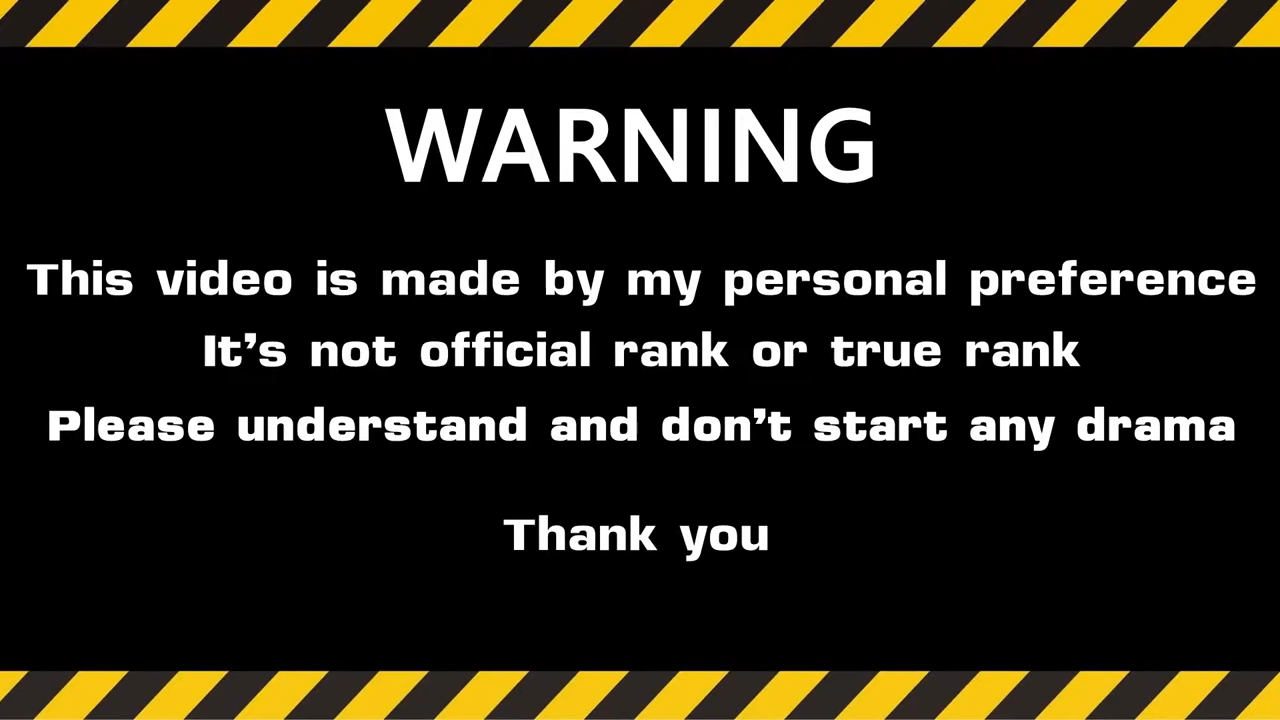 WARNING
This video is made by my personal preference
It's not official rank or true rank
Please understand and don't start any drama
Thank you